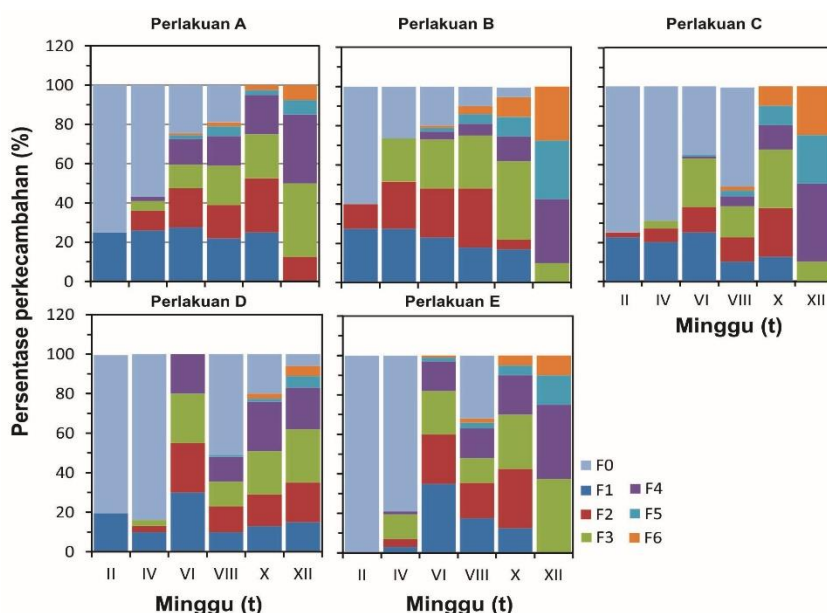 Perlakuan A
Perlakuan B
Perlakuan C
Persentase perkecambahan (%)
120
100
80
60
40
20
0
II IV VI VIII X XII
Minggu (t)
Perlakuan D
Perlakuan E
120
100
80
60
40
20
0
II IV VI VIII X XII
Minggu (t)
II IV VI VIII X XII
Minggu (t)
F0
F1 F4
F2 F5
F3 F6